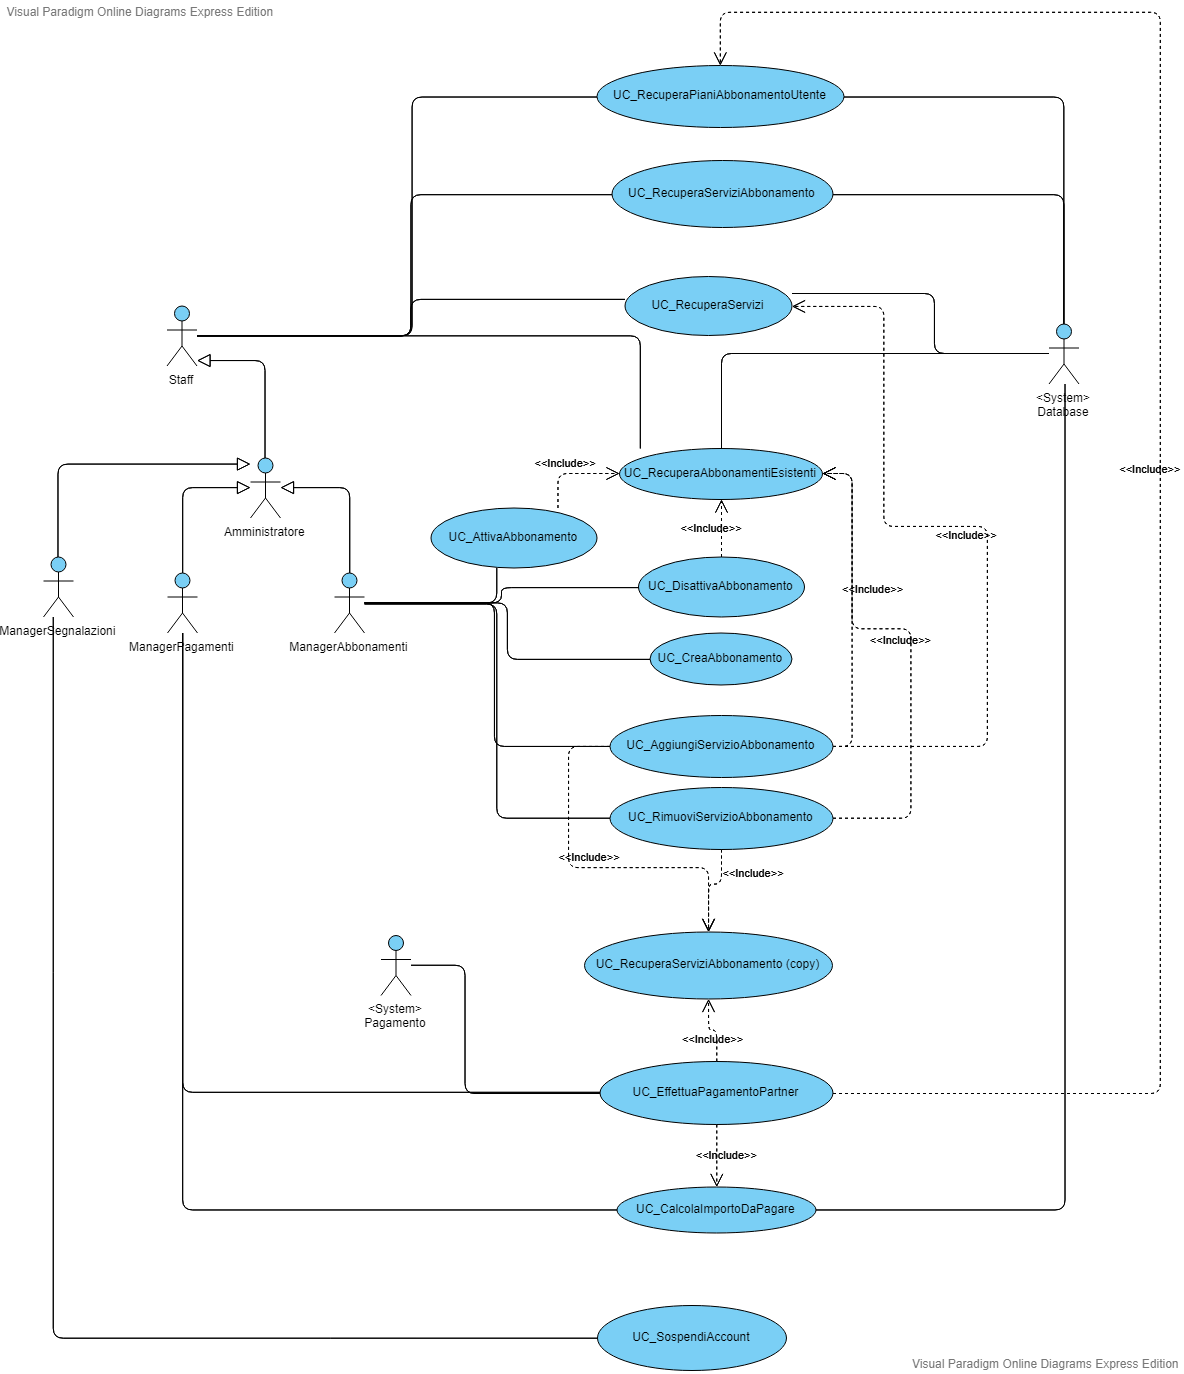 Visual Paradigm Online Diagrams Express Edition
UC_RecuperaPianiAbbonamentoUtente
UC_RecuperaServiziAbbonamento
UC_RecuperaServizi
Staff
<System>
Database
<<Include>>
<<Include>>
UC_RecuperaAbbonamentiEsistenti
Amministratore
<<Include>>
<<Include>>
UC_AttivaAbbonamento
UC_DisattivaAbbonamento
<<Include>>
ManagerSegnalazioni
ManagerPagamenti
ManagerAbbonamenti
<<Include>>
UC_CreaAbbonamento
UC_AggiungiServizioAbbonamento
UC_RimuoviServizioAbbonamento
<<Include>>
<<Include>>
UC_RecuperaServiziAbbonamento (copy)
<System>
Pagamento
<<Include>>
UC_EffettuaPagamentoPartner
<<Include>>
UC_CalcolaImportoDaPagare
UC_SospendiAccount
Visual Paradigm Online Diagrams Express Edition